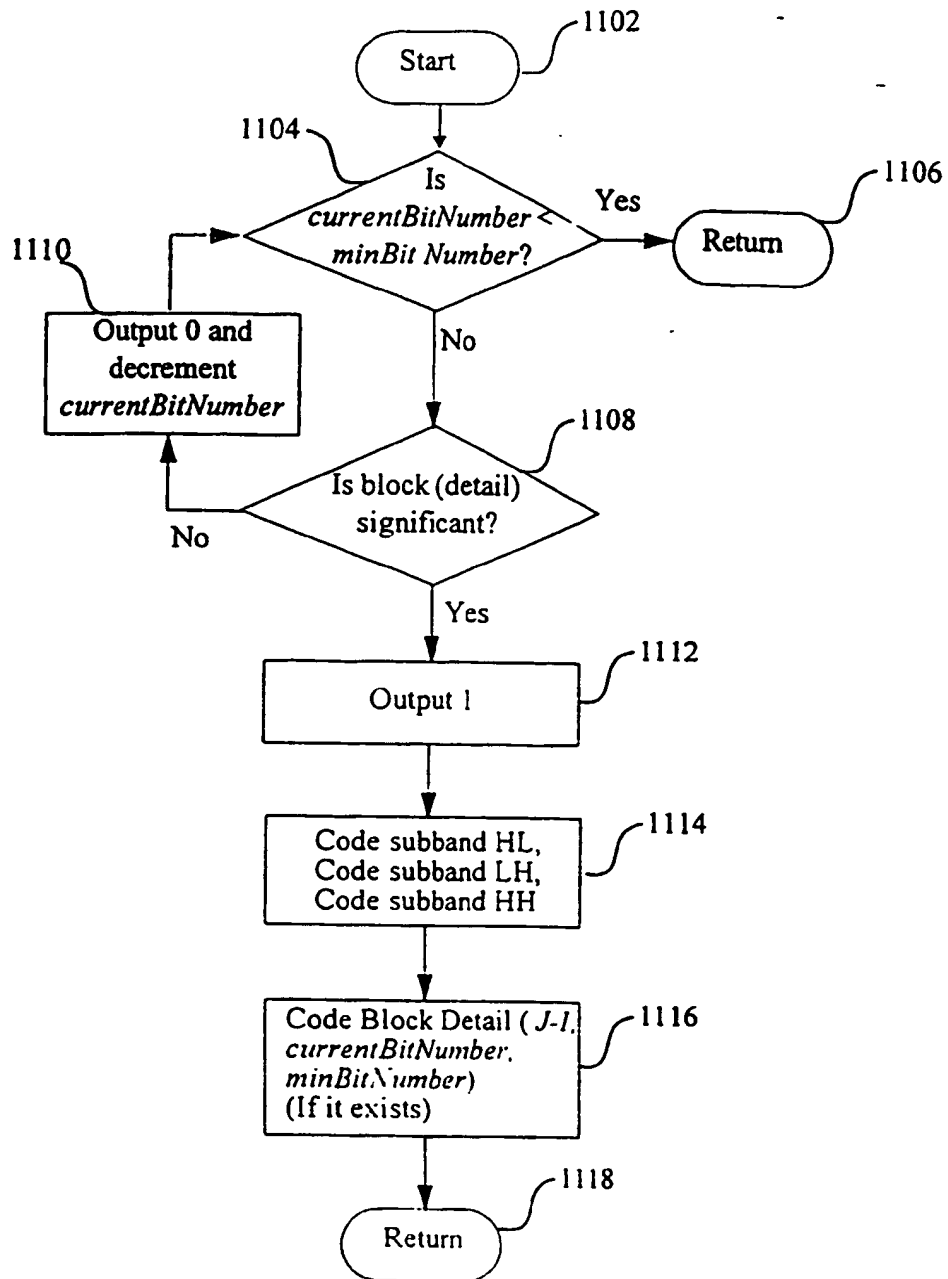 1102
Start
1104
Is
currentBitNumber <
minBit Number?
Yes
1106
Return
1110
Output 0 and
decrement
currentBitNumber
No
1108
Is block (detail)
significant?
No
Yes
1112
Output 1
1114
Code subband HL,
Code subband LH,
Code subband HH
1116
Code Block Detail (J-1,
currentBitNumber,
minBitNumber)
(If it exists)
1118
Return